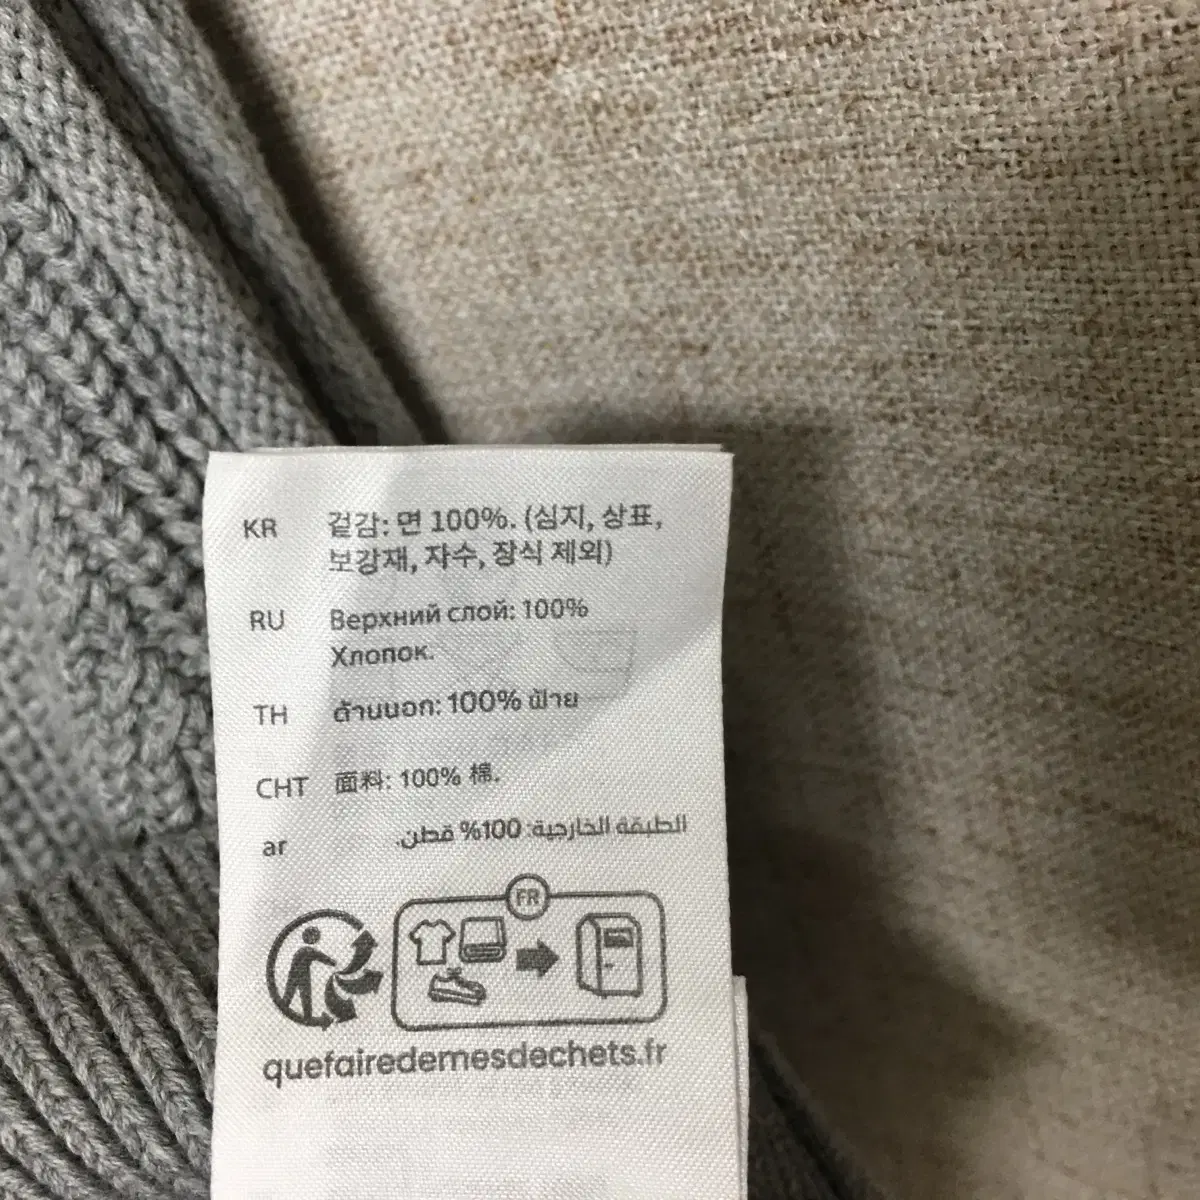 KR 겉감: 면 100%. (심지, 상표,
보강재, 자수, 장식 제외)
RU Верхний слой: 100%
Хлопок.
TH ด้านนอก: 100% ฝ้าย
CHT 面料: 100% 棉.
ar الطبقة الخارجية: 100% قطن.
FR
quefairedemesdechets.fr